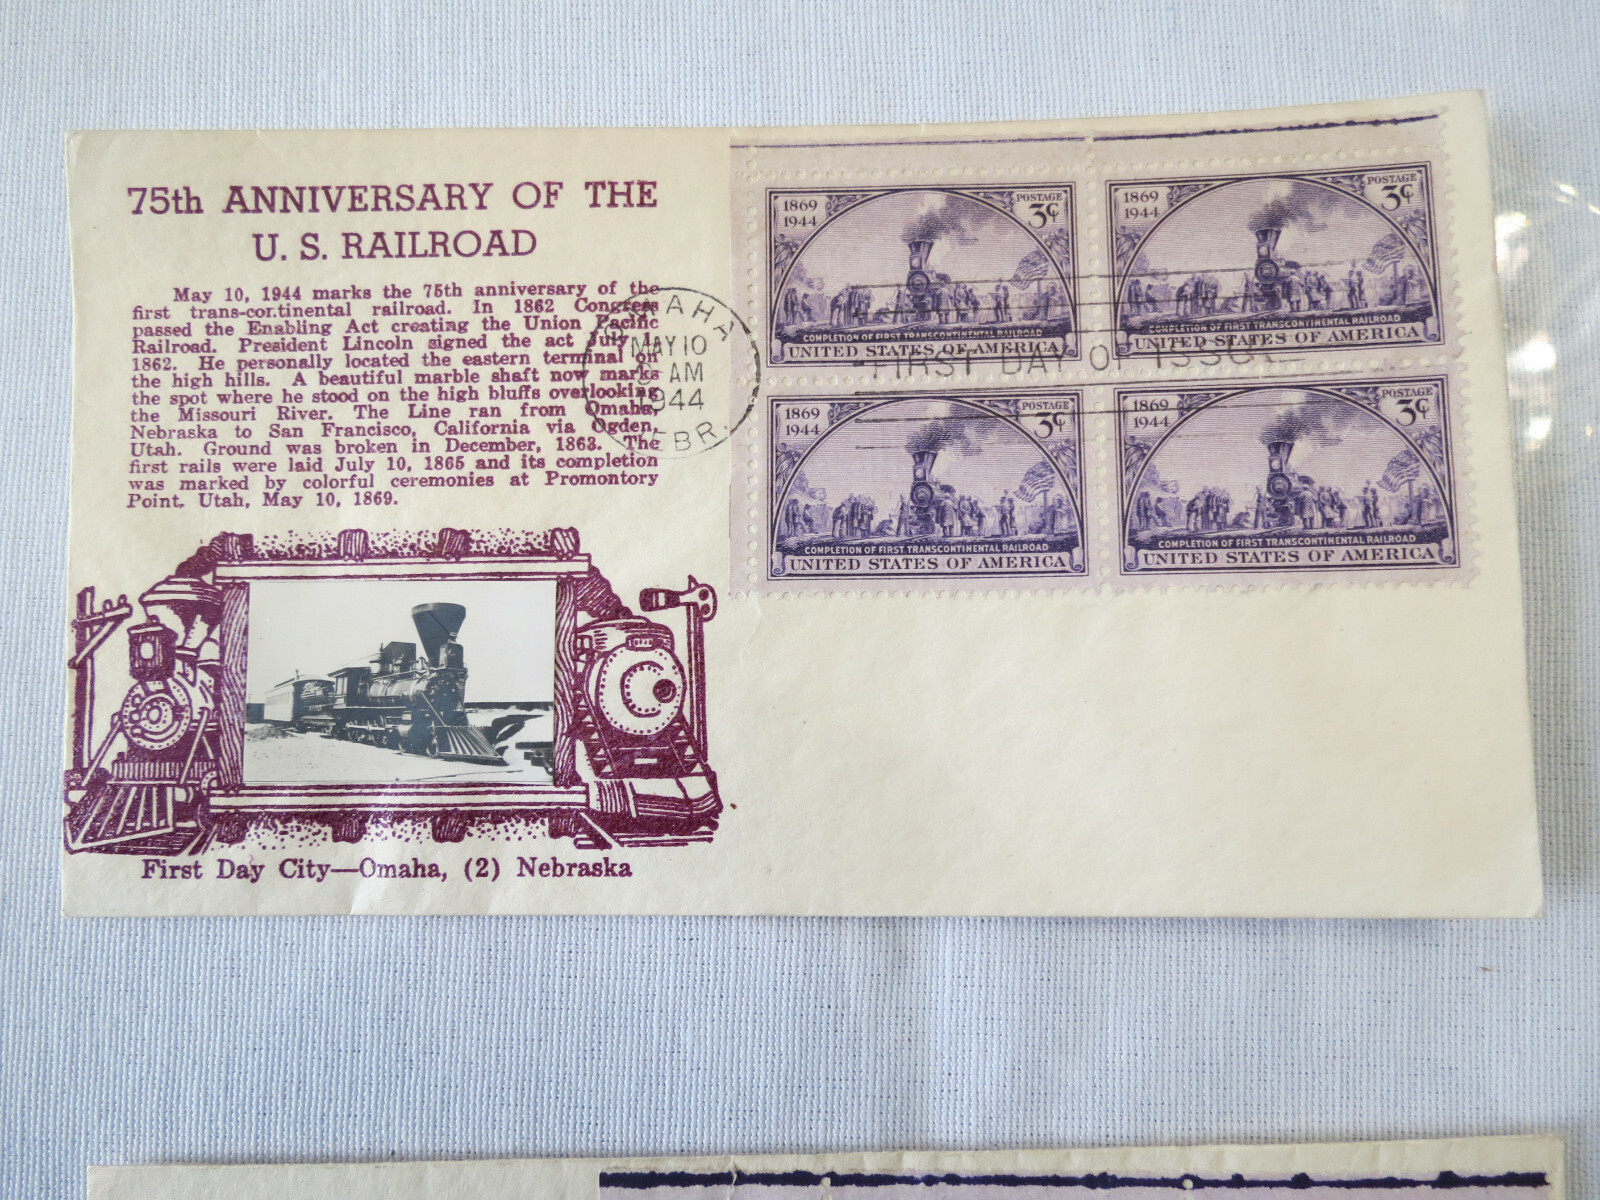 75th ANNIVERSARY OF THE
U. S. RAILROAD
May 10, 1944 marks the 75th anniversary of the
first trans-cor.tinental railroad. In 1862 Congress
passed the Enabling Act creating the Union Pacific
Railroad. President Lincoln signed the act July 1,
1862. He personally located the eastern terminal on
the high hills. A beautiful marble shaft now marks
the spot where he stood on the high bluffs overlooking
the Missouri River. The Line ran from Omaha,
Nebraska to San Francisco, California via Ogden,
Utah. Ground was broken in December, 1863. The
first rails were laid July 10, 1865 and its completion
was marked by colorful ceremonies at Promontory
Point, Utah, May 10, 1869.
First Day City—Omaha, (2) Nebraska
OMAHA
MAY 10
AM
1944
EBR.
FIRST DAY OF ISSUE
1869
1944
POSTAGE
3¢
COMPLETION OF FIRST TRANSCONTINENTAL RAILROAD
UNITED STATES OF AMERICA
1869
1944
POSTAGE
3¢
COMPLETION OF FIRST TRANSCONTINENTAL RAILROAD
UNITED STATES OF AMERICA
1869
1944
POSTAGE
3¢
COMPLETION OF FIRST TRANSCONTINENTAL RAILROAD
UNITED STATES OF AMERICA
1869
1944
POSTAGE
3¢
COMPLETION OF FIRST TRANSCONTINENTAL RAILROAD
UNITED STATES OF AMERICA